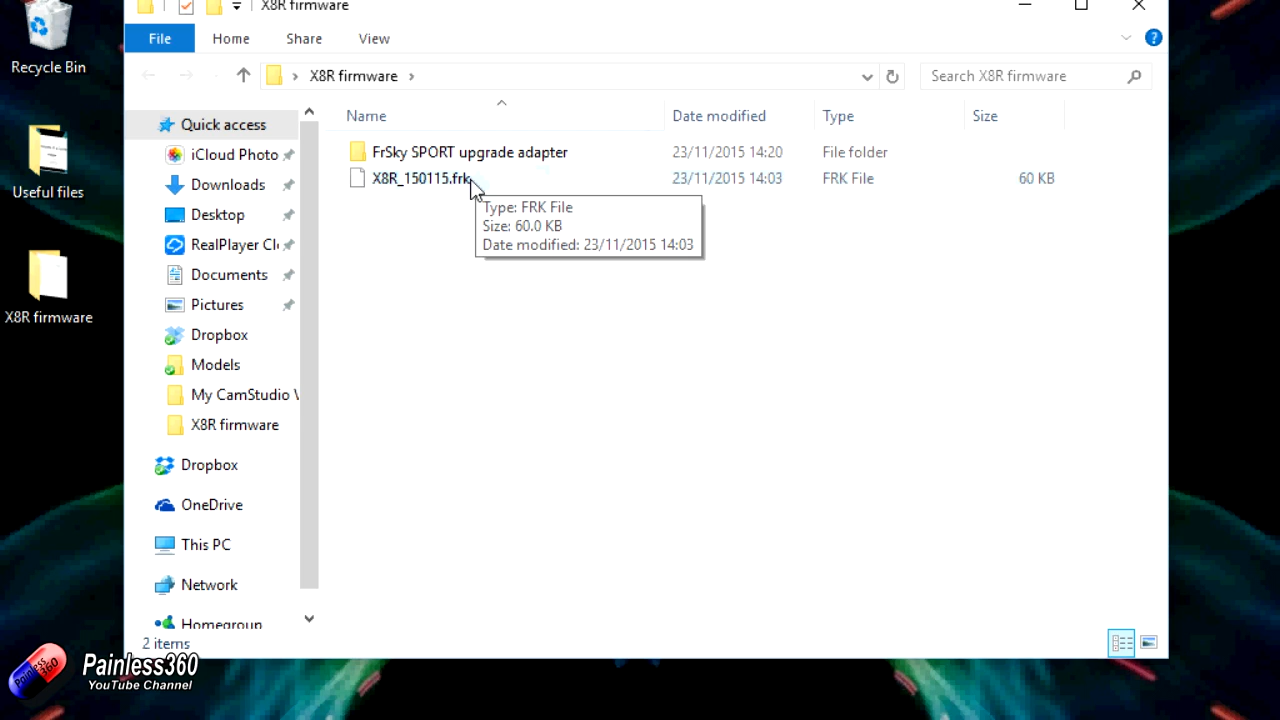 X8R firmware
Recycle Bin
File Home Share View
X8R firmware
Search X8R firmware
Name Date modified Type Size
Quick access
FrSky SPORT upgrade adapter 23/11/2015 14:20 File folder
iCloud Photo
X8R_150115.frk 23/11/2015 14:03 FRK File 60 KB
Downloads
Useful files
Type: FRK File
Size: 60.0 KB
Date modified: 23/11/2015 14:03
Desktop
RealPlayer Cl
Documents
Pictures
X8R firmware
Dropbox
Models
My CamStudio
X8R firmware
Dropbox
OneDrive
This PC
Network
Homegroup
2 items
Painless360
Painless360
YouTube Channel